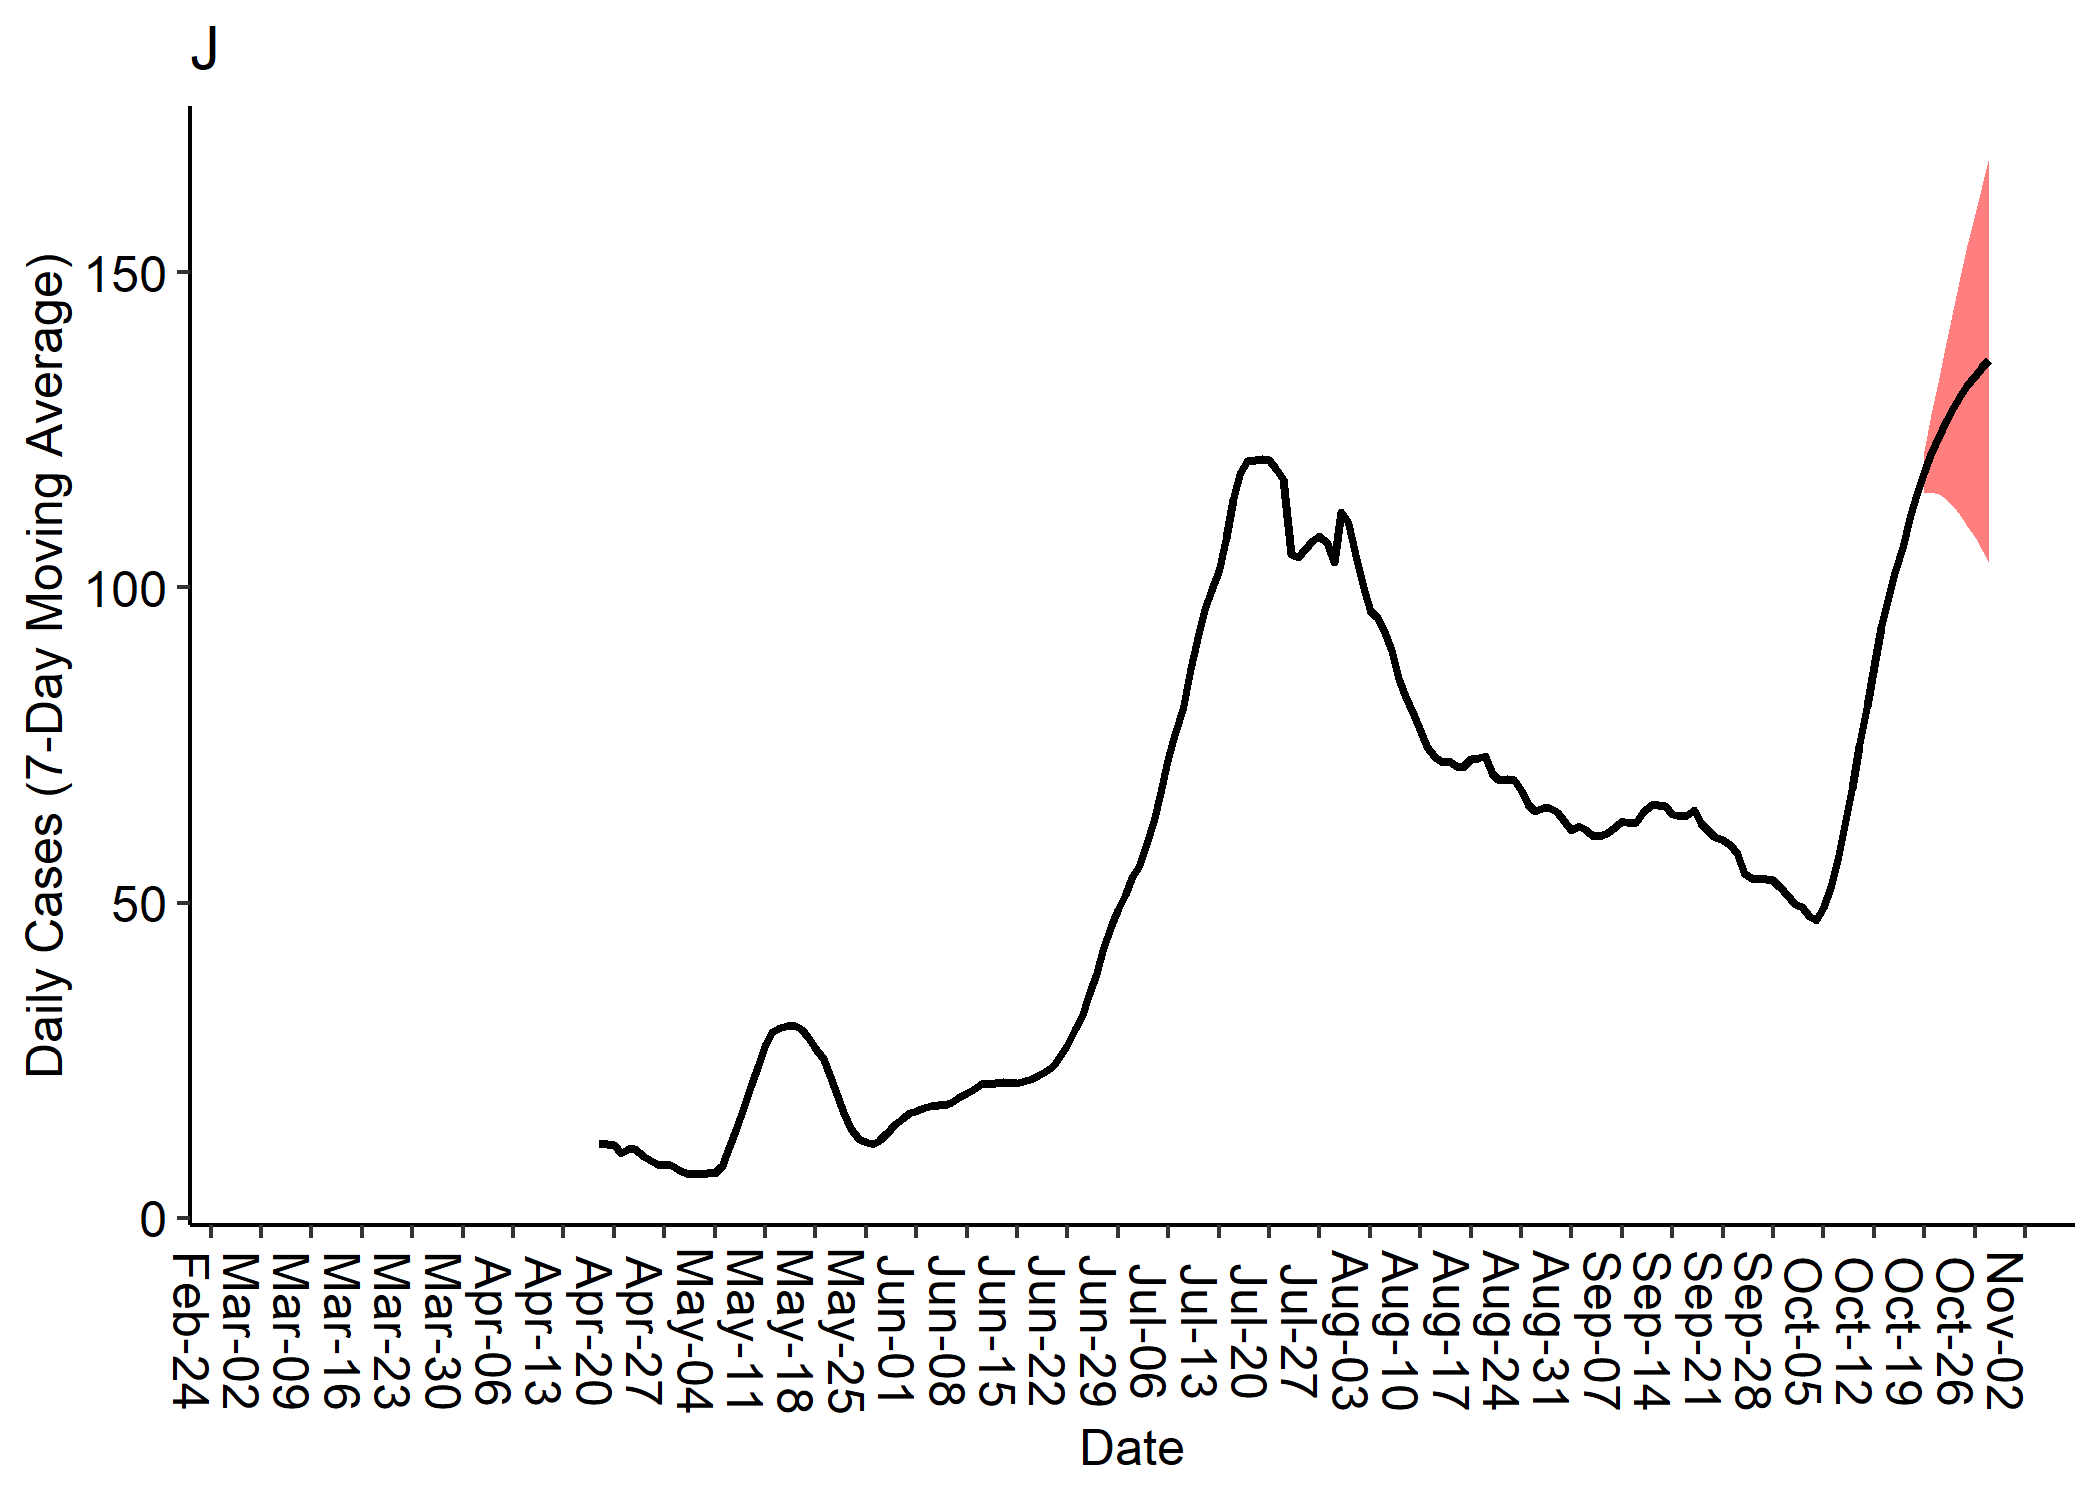 J
Daily Cases (7-Day Moving Average)
150
100
50
0
Feb-24
Mar-02
Mar-09
Mar-16
Mar-23
Mar-30
Apr-06
Apr-13
Apr-20
Apr-27
May-04
May-11
May-18
May-25
Jun-01
Jun-08
Jun-15
Jun-22
Jun-29
Jul-06
Jul-13
Jul-20
Jul-27
Aug-03
Aug-10
Aug-17
Aug-24
Aug-31
Sep-07
Sep-14
Sep-21
Sep-28
Oct-05
Oct-12
Oct-19
Oct-26
Nov-02
Date